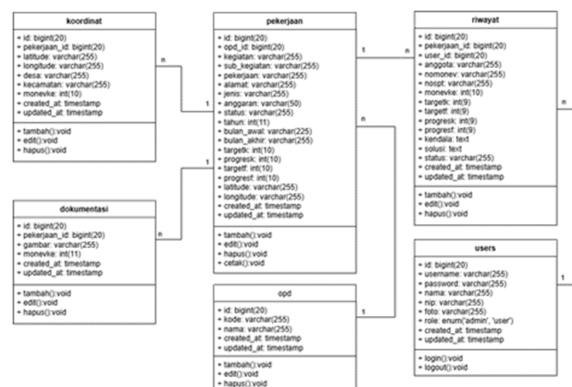 koordinat
+ id: bigint(20)
+ pekerjaan_id: bigint(20)
+ latitude: varchar(255)
+ longitude: varchar(255)
+ desa: varchar(255)
+ kecamatan: varchar(255)
+ monevke: int(10)
+ created_at: timestamp
+ updated_at: timestamp
+ tambah():void
+ edit():void
+ hapus():void
n
1
dokumentasi
+ id: bigint(20)
+ pekerjaan_id: bigint(20)
+ gambar: varchar(255)
+ monevke: int(11)
+ created_at: timestamp
+ updated_at: timestamp
+ tambah():void
+ edit():void
+ hapus():void
n
1
pekerjaan
+ id: bigint(20)
+ opd_id: bigint(20)
+ kegiatan: varchar(255)
+ sub_kegiatan: varchar(255)
+ pekerjaan: varchar(255)
+ alamat: varchar(255)
+ jenis: varchar(255)
+ anggaran: varchar(50)
+ status: varchar(255)
+ tahun: int(11)
+ bulan_awal: varchar(225)
+ bulan_akhir: varchar(255)
+ targetk: int(10)
+ progresk: int(10)
+ targetf: int(10)
+ progresf: int(10)
+ latitude: varchar(255)
+ longitude: varchar(255)
+ created_at: timestamp
+ updated_at: timestamp
+ tambah():void
+ edit():void
+ hapus():void
+ cetak():void
1
n
n
1
opd
+ id: bigint(20)
+ kode: varchar(255)
+ nama: varchar(255)
+ created_at: timestamp
+ updated_at: timestamp
+ tambah():void
+ edit():void
+ hapus():void
riwayat
+ id: bigint(20)
+ pekerjaan_id: bigint(20)
+ user_id: bigint(20)
+ anggota: varchar(255)
+ nomonev: varchar(255)
+ nospt: varchar(255)
+ monevke: int(10)
+ targetk: int(9)
+ targetf: int(9)
+ progresk: int(9)
+ progresf: int(9)
+ kendala: text
+ solusi: text
+ status: varchar(255)
+ created_at: timestamp
+ updated_at: timestamp
+ tambah():void
+ edit():void
+ hapus():void
n
1
users
+ id: bigint(20)
+ username: varchar(255)
+ password: varchar(255)
+ nama: varchar(255)
+ nip: varchar(255)
+ foto: varchar(255)
+ role: enum('admin', 'user')
+ created_at: timestamp
+ updated_at: timestamp
+ login():void
+ logout():void